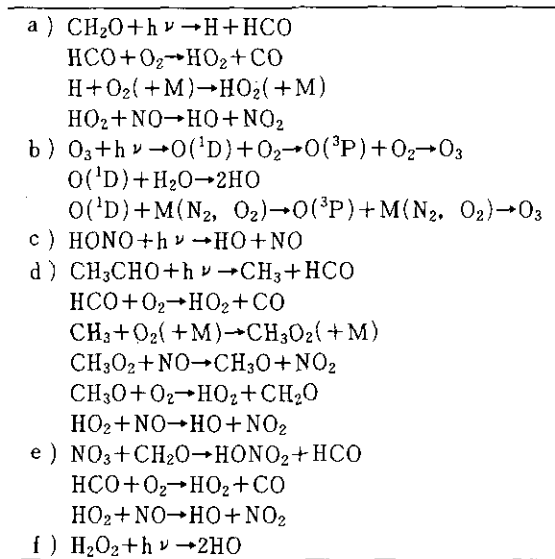 a) CH₂O+hν→H+HCO
HCO+O₂→HO₂+CO
H+O₂(+M)→HO₂(+M)
HO₂+NO→HO+NO₂
b) O₃+hν→O(¹D)+O₂→O(³P)+O₂→O₃
O(¹D)+H₂O→2HO
O(¹D)+M(N₂, O₂)→O(³P)+M(N₂, O₂)→O₃
c) HONO+hν→HO+NO
d) CH₃CHO+hν→CH₃+HCO
HCO+O₂→HO₂+CO
CH₃+O₂(+M)→CH₃O₂(+M)
CH₃O₂+NO→CH₃O+NO₂
CH₃O+O₂→HO₂+CH₂O
HO₂+NO→HO+NO₂
e) NO₃+CH₂O→HONO₂+HCO
HCO+O₂→HO₂+CO
HO₂+NO→HO+NO₂
f) H₂O₂+hν→2HO